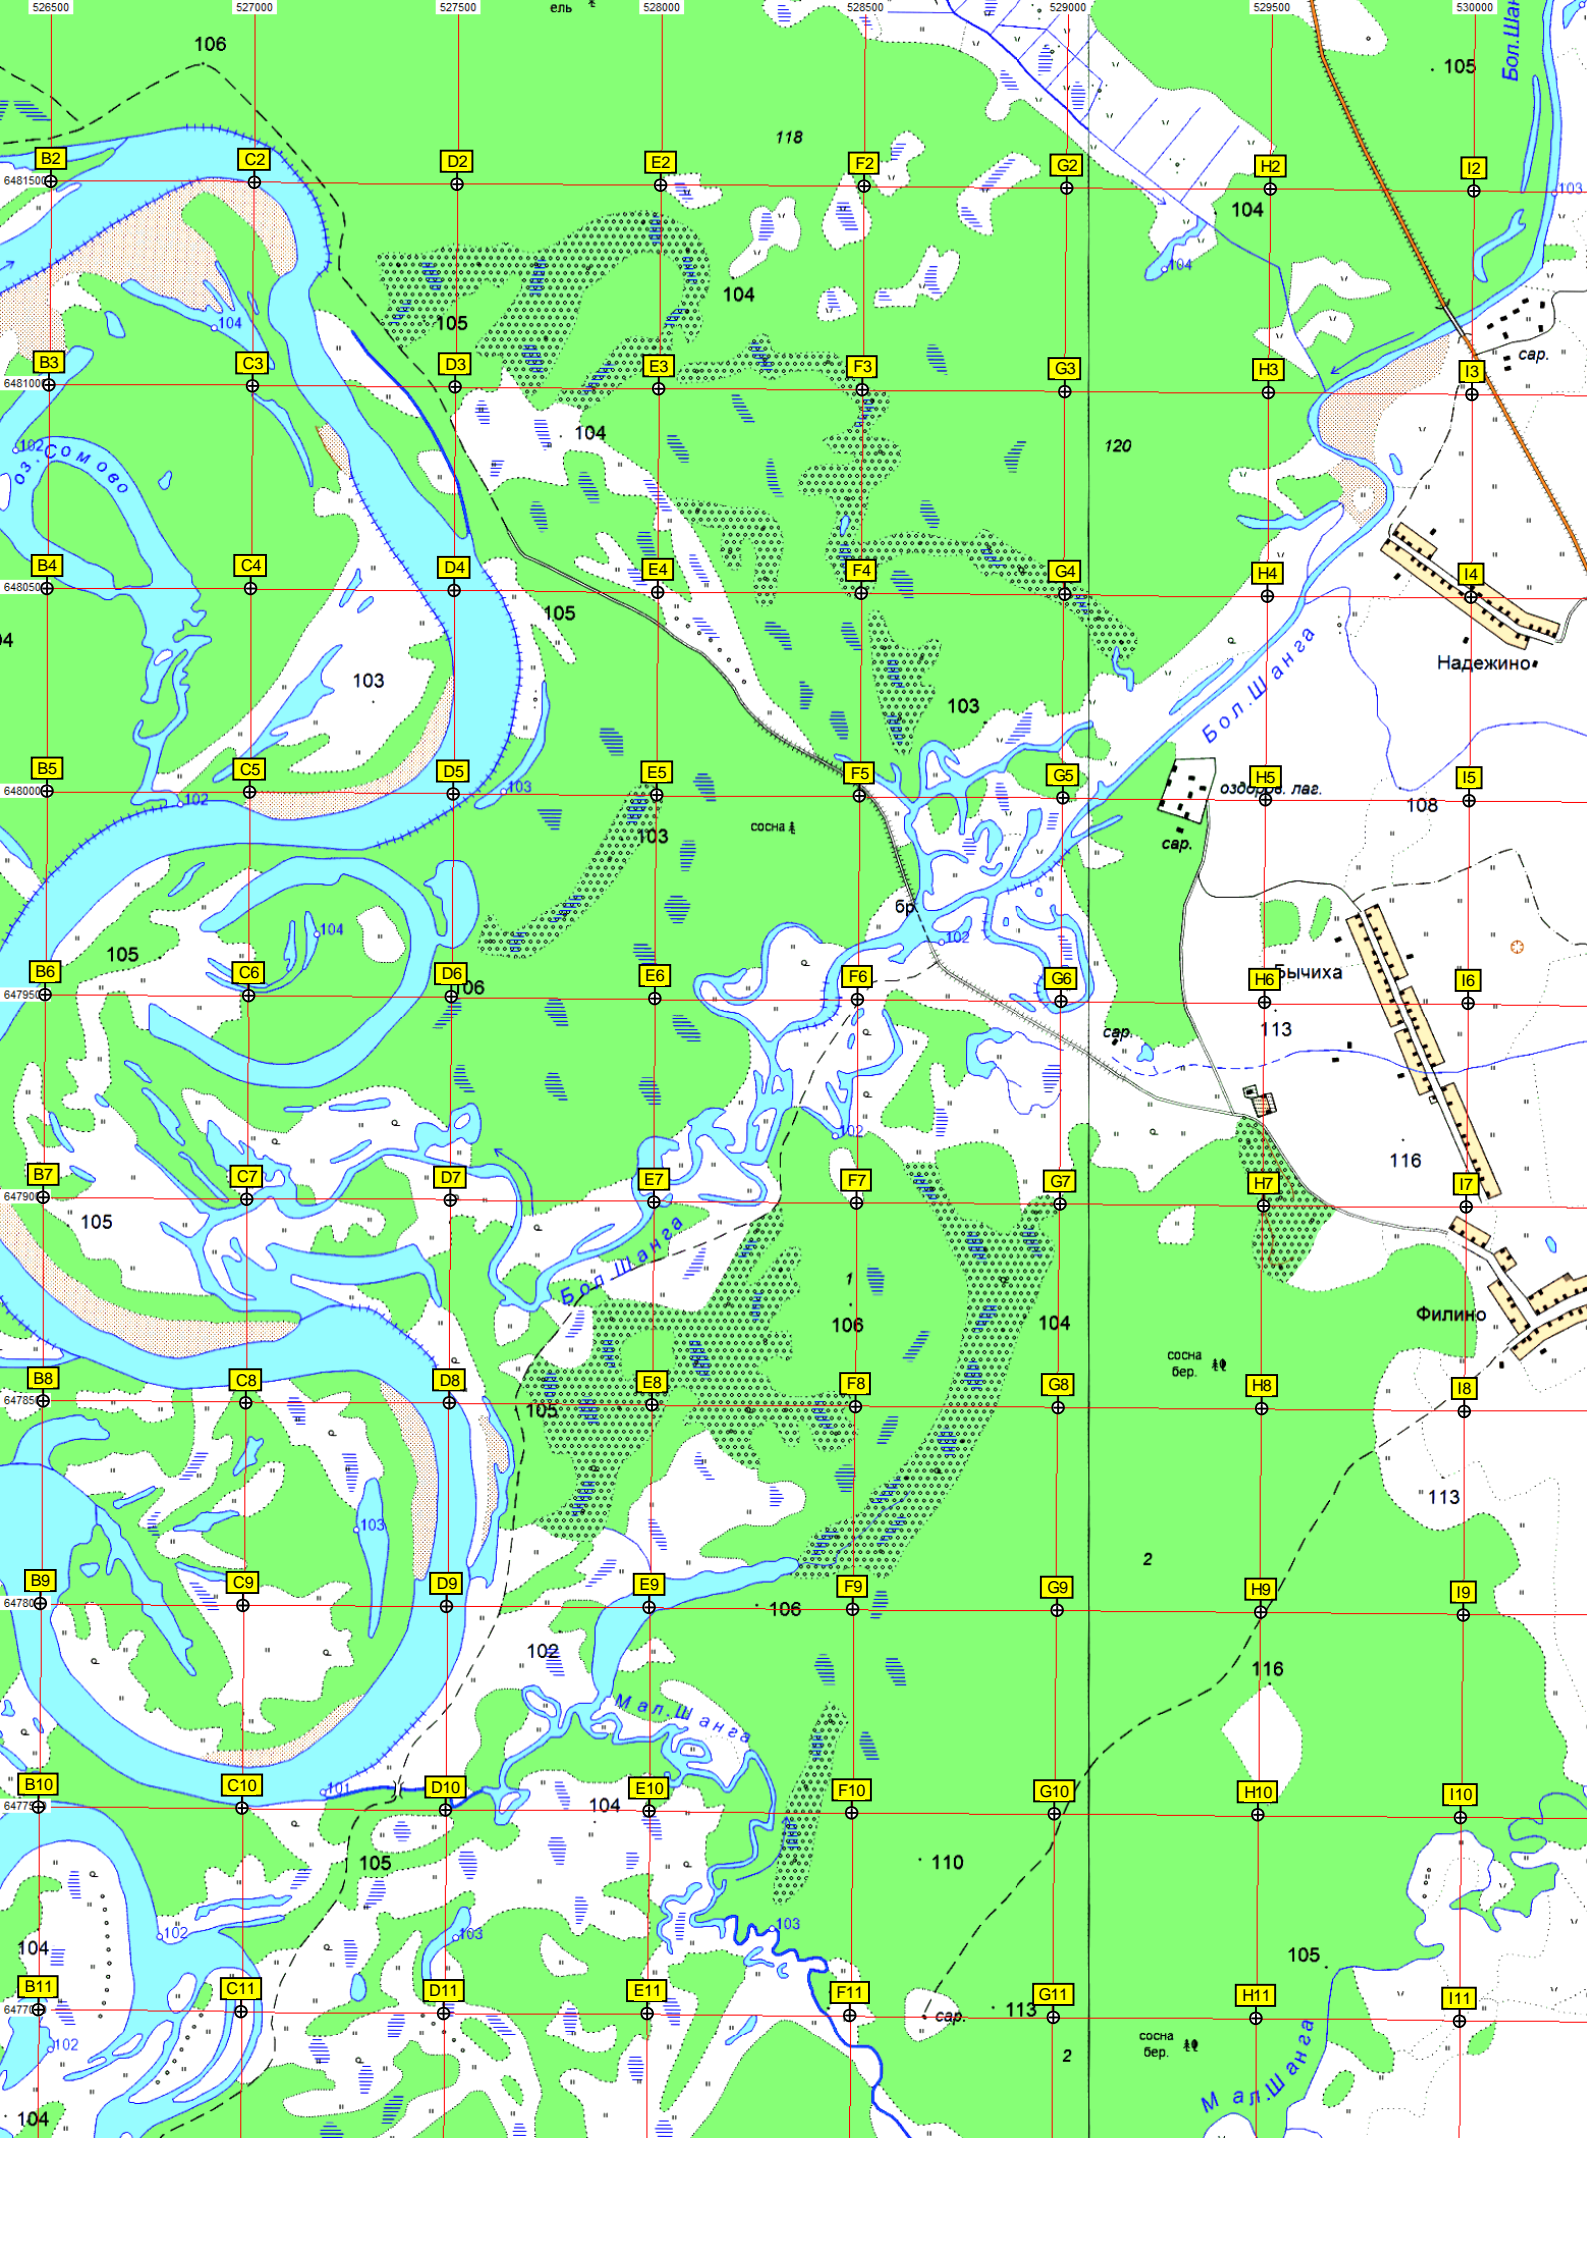 526500 527000 527500 528000 528500 529000 529500 530000
ель
106
105
118
B2 C2 D2 E2 F2 G2 H2 I2
6481500
103
104
104
104
104
105
сар.
B3 C3 D3 E3 F3 G3 H3 I3
6481000
102
оз. Сомово
104
120
B4 C4 D4 E4 F4 G4 H4 I4
105
Надежино
103
103
Бол. Шанга
B5 C5 D5 E5 F5 G5 H5 I5
102
103
оздоров. лаг.
108
103
сосна
сар.
бр.
104
102
105
B6 C6 D6 E6 F6 G6 H6 I6
Бычиха
113
сар.
102
116
B7 C7 D7 E7 F7 G7 H7 I7
105
Бол. Шанга
1
106
104
Филино
сосна
бер.
B8 C8 D8 E8 F8 G8 H8 I8
105
113
103
2
B9 C9 D9 E9 F9 G9 H9 I9
106
102
116
Мал. Шанга
101
B10 C10 D10 E10 F10 G10 H10 I10
104
105
110
102
103
103
104
105
B11 C11 D11 E11 F11 G11 H11 I11
113
сар.
102
2
сосна
бер.
Мал. Шанга
104